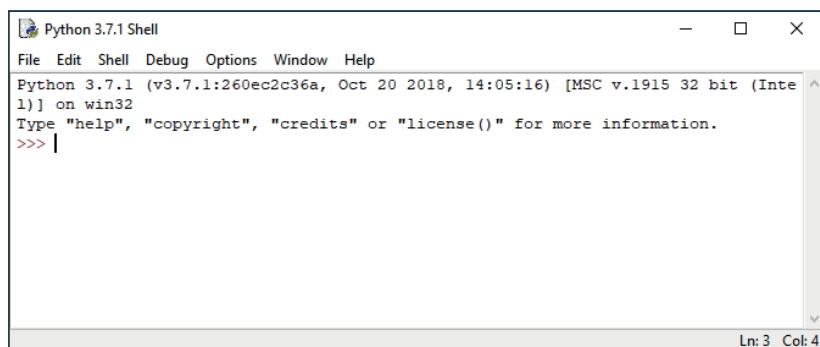 Python 3.7.1 Shell
File Edit Shell Debug Options Window Help
Python 3.7.1 (v3.7.1:260ec2c36a, Oct 20 2018, 14:05:16) [MSC v.1915 32 bit (Inte
l)] on win32
Type "help", "copyright", "credits" or "license()" for more information.
>>>
Ln: 3 Col: 4